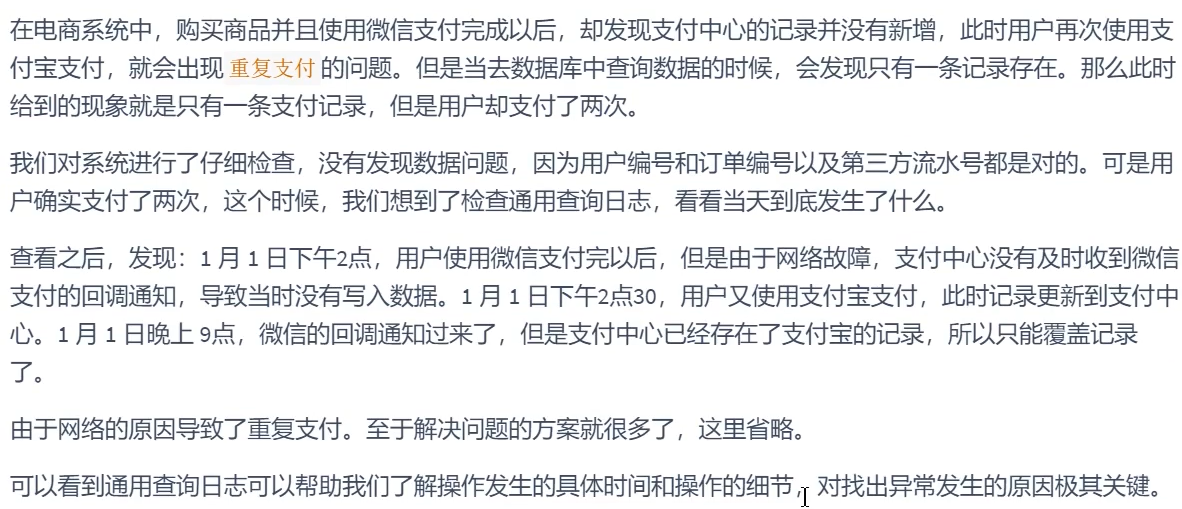 在电商系统中，购买商品并且使用微信支付完成以后，却发现支付中心的记录并没有新增，此时用户再次使用支
付宝支付，就会出现 重复支付 的问题。但是当去数据库中查询数据的时候，会发现只有一条记录存在。那么此时
给到的现象就是只有一条支付记录，但是用户却支付了两次。
我们对系统进行了仔细检查，没有发现数据问题，因为用户编号和订单编号以及第三方流水号都是对的。可是用
户确实支付了两次，这个时候，我们想到了检查通用查询日志，看看当天到底发生了什么。
查看之后，发现：1 月 1 日下午2点，用户使用微信支付完以后，但是由于网络故障，支付中心没有及时收到微信
支付的回调通知，导致当时没有写入数据。1 月 1 日下午2点30，用户又使用支付宝支付，此时记录更新到支付中
心。1 月 1 日晚上 9点，微信的回调通知过来了，但是支付中心已经存在了支付宝的记录，所以只能覆盖记录
了。
由于网络的原因导致了重复支付。至于解决问题的方案就很多了，这里省略。
可以看到通用查询日志可以帮助我们了解操作发生的具体时间和操作的细节，对找出异常发生的原因极其关键。